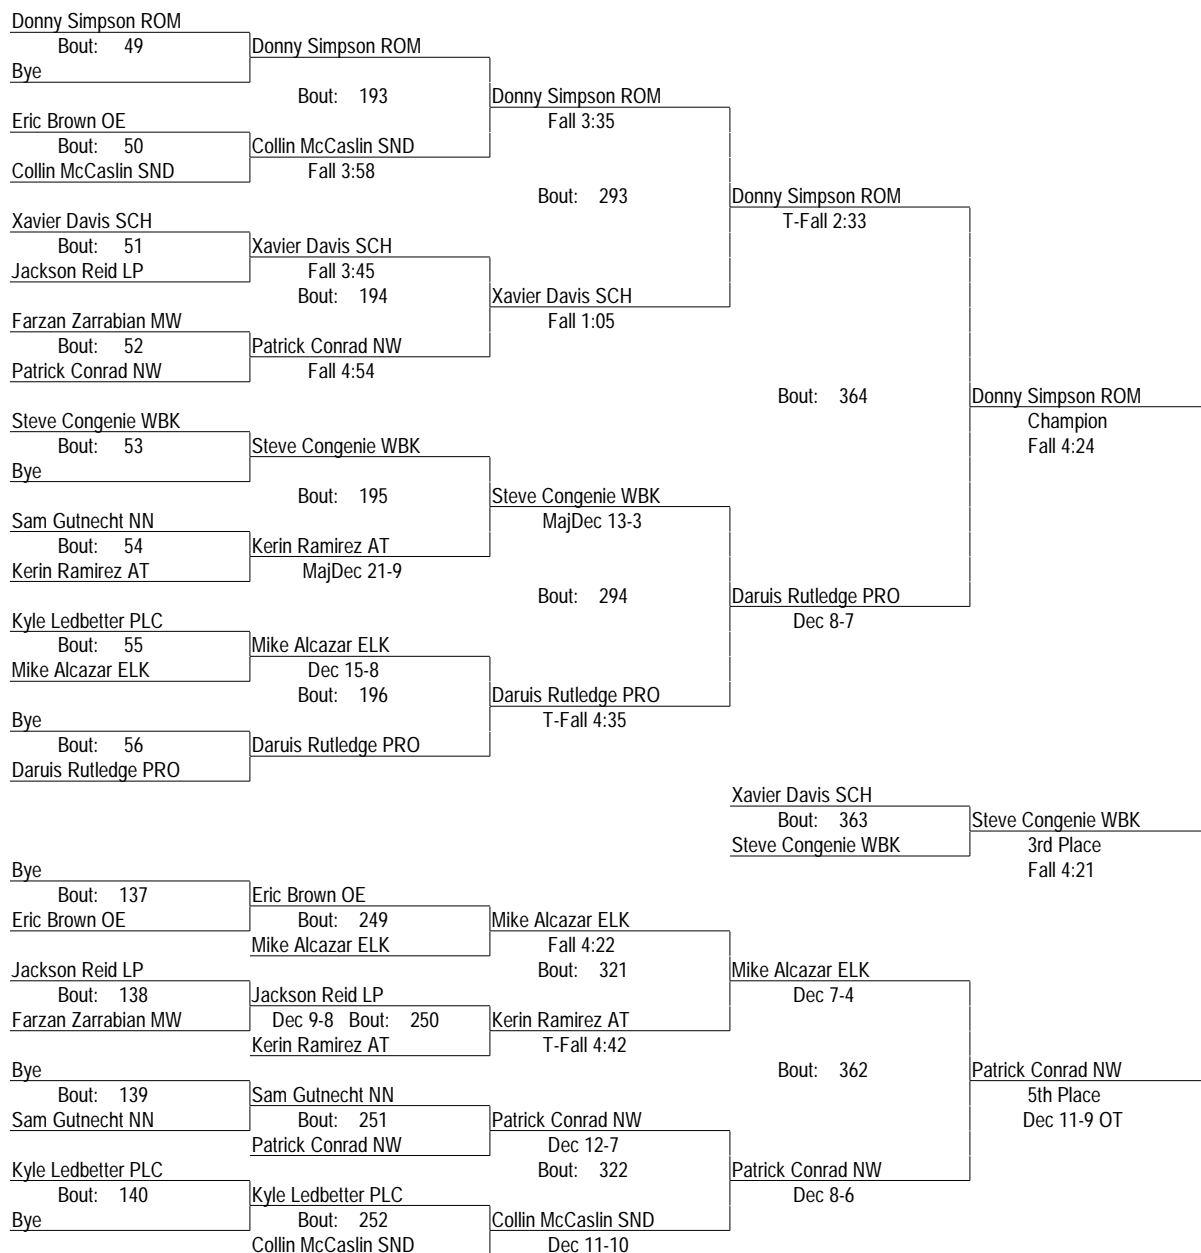 Donny Simpson ROM
Bout: 49
Donny Simpson ROM
Bye
Bout: 193
Donny Simpson ROM
Eric Brown OE
Fall 3:35
Bout: 50
Collin McCaslin SND
Collin McCaslin SND
Fall 3:58
Bout: 293
Donny Simpson ROM
Xavier Davis SCH
T-Fall 2:33
Bout: 51
Xavier Davis SCH
Jackson Reid LP
Fall 3:45
Bout: 194
Xavier Davis SCH
Farzan Zarrabian MW
Fall 1:05
Bout: 52
Patrick Conrad NW
Patrick Conrad NW
Fall 4:54
Bout: 364
Donny Simpson ROM
Steve Congenie WBK
Champion
Bout: 53
Steve Congenie WBK
Fall 4:24
Bye
Bout: 195
Steve Congenie WBK
Sam Gutnecht NN
MajDec 13-3
Bout: 54
Kerin Ramirez AT
Kerin Ramirez AT
MajDec 21-9
Bout: 294
Daruis Rutledge PRO
Kyle Ledbetter PLC
Dec 8-7
Bout: 55
Mike Alcazar ELK
Mike Alcazar ELK
Dec 15-8
Bout: 196
Daruis Rutledge PRO
Bye
T-Fall 4:35
Bout: 56
Daruis Rutledge PRO
Daruis Rutledge PRO
Xavier Davis SCH
Bout: 363
Steve Congenie WBK
Steve Congenie WBK
3rd Place
Bye
Fall 4:21
Bout: 137
Eric Brown OE
Eric Brown OE
Bout: 249
Mike Alcazar ELK
Mike Alcazar ELK
Fall 4:22
Jackson Reid LP
Bout: 321
Mike Alcazar ELK
Bout: 138
Jackson Reid LP
Dec 7-4
Farzan Zarrabian MW
Dec 9-8 Bout: 250
Kerin Ramirez AT
Kerin Ramirez AT
T-Fall 4:42
Bye
Bout: 362
Patrick Conrad NW
Bout: 139
Sam Gutnecht NN
5th Place
Sam Gutnecht NN
Bout: 251
Patrick Conrad NW
Dec 11-9 OT
Patrick Conrad NW
Dec 12-7
Kyle Ledbetter PLC
Bout: 322
Patrick Conrad NW
Bout: 140
Kyle Ledbetter PLC
Dec 8-6
Bye
Bout: 252
Collin McCaslin SND
Collin McCaslin SND
Dec 11-10